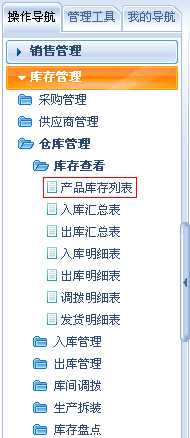 操作导航 管理工具 我的导航
销售管理
库存管理
采购管理
供应商管理
仓库管理
库存查看
产品库存列表
入库汇总表
出库汇总表
入库明细表
出库明细表
调拨明细表
发货明细表
入库管理
出库管理
库间调拨
生产拆装
库存盘点